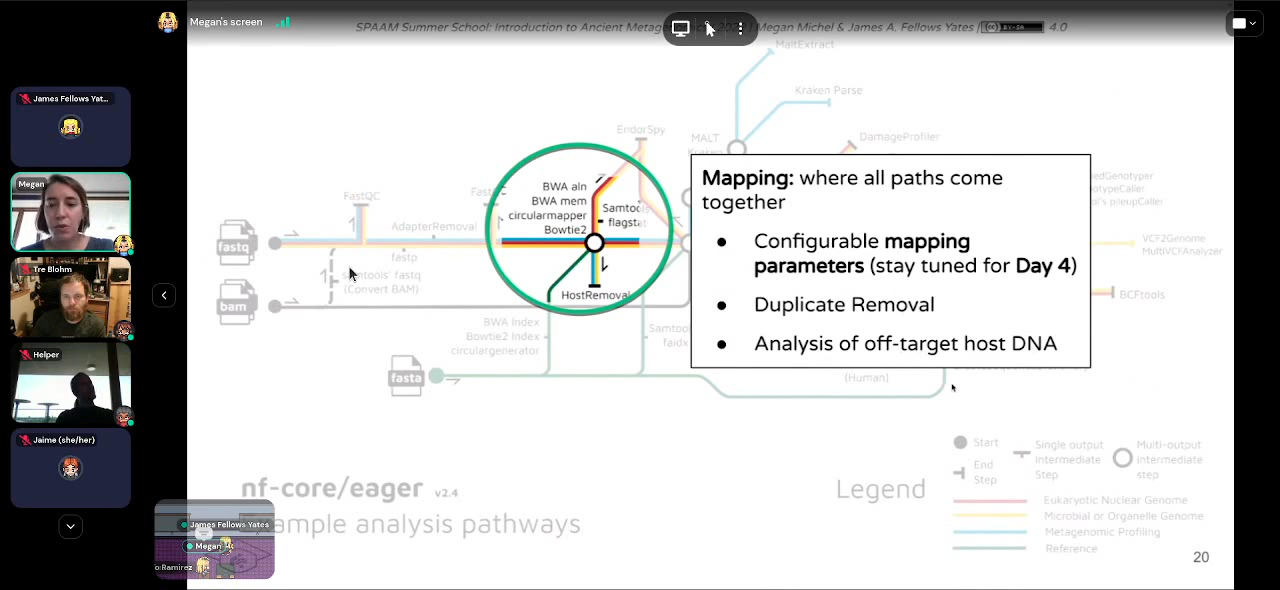 Megan's screen
SPAAM Summer School: Introduction to Ancient Metage
Megan Michel & James A. Fellows Yates |
BY-SA
4.0
James Fellows Yat...
Megan
Tre Blohm
Helper
Jaime (she/her)
James Fellows Yates
Megan
o:Ramirez
MaltExtract
Kraken Parse
EndorSpy
MALT
Kraken
DamageProfiler
FastQC
BWA aln
BWA mem
circularmapper
Bowtie2
Samtools
flagstat
AdapterRemoval
fastq
fastp
samtools' fastq
(Convert BAM)
HostRemoval
bam
BWA Index
Bowtie2 Index
circulargenerator
faidx
fasta
(Human)
Mapping: where all paths come
together
● Configurable mapping
parameters (stay tuned for Day 4)
● Duplicate Removal
● Analysis of off-target host DNA
VCF2Genome
MultiVCFAnalyzer
BCFtools
nf-core/eager v2.4
ample analysis pathways
Legend
Start
End
Step
Single output
Intermediate
Step
Multi-output
intermediate
step
Eukaryotic Nuclear Genome
Microbial or Organelle Genome
Metagenomic Profiling
Reference
20